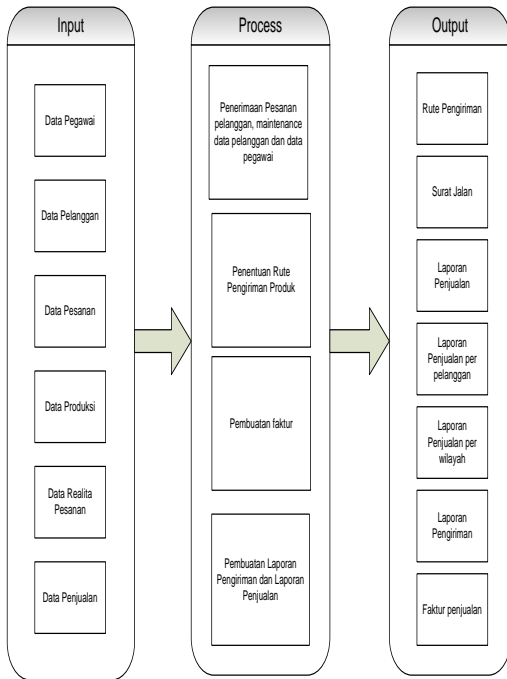 Input
Data Pegawai
Data Pelanggan
Data Pesanan
Data Produksi
Data Realita
Pesanan
Data Penjualan
Process
Penerimaan Pesanan
pelanggan, maintenance
data pelanggan dan data
pegawai
Penentuan Rute
Pengiriman Produk
Pembuatan faktur
Pembuatan Laporan
Pengiriman dan Laporan
Penjualan
Output
Rute Pengiriman
Surat Jalan
Laporan
Penjualan
Laporan
Penjualan per
pelanggan
Laporan
Penjualan per
wilayah
Laporan
Pengiriman
Faktur penjualan